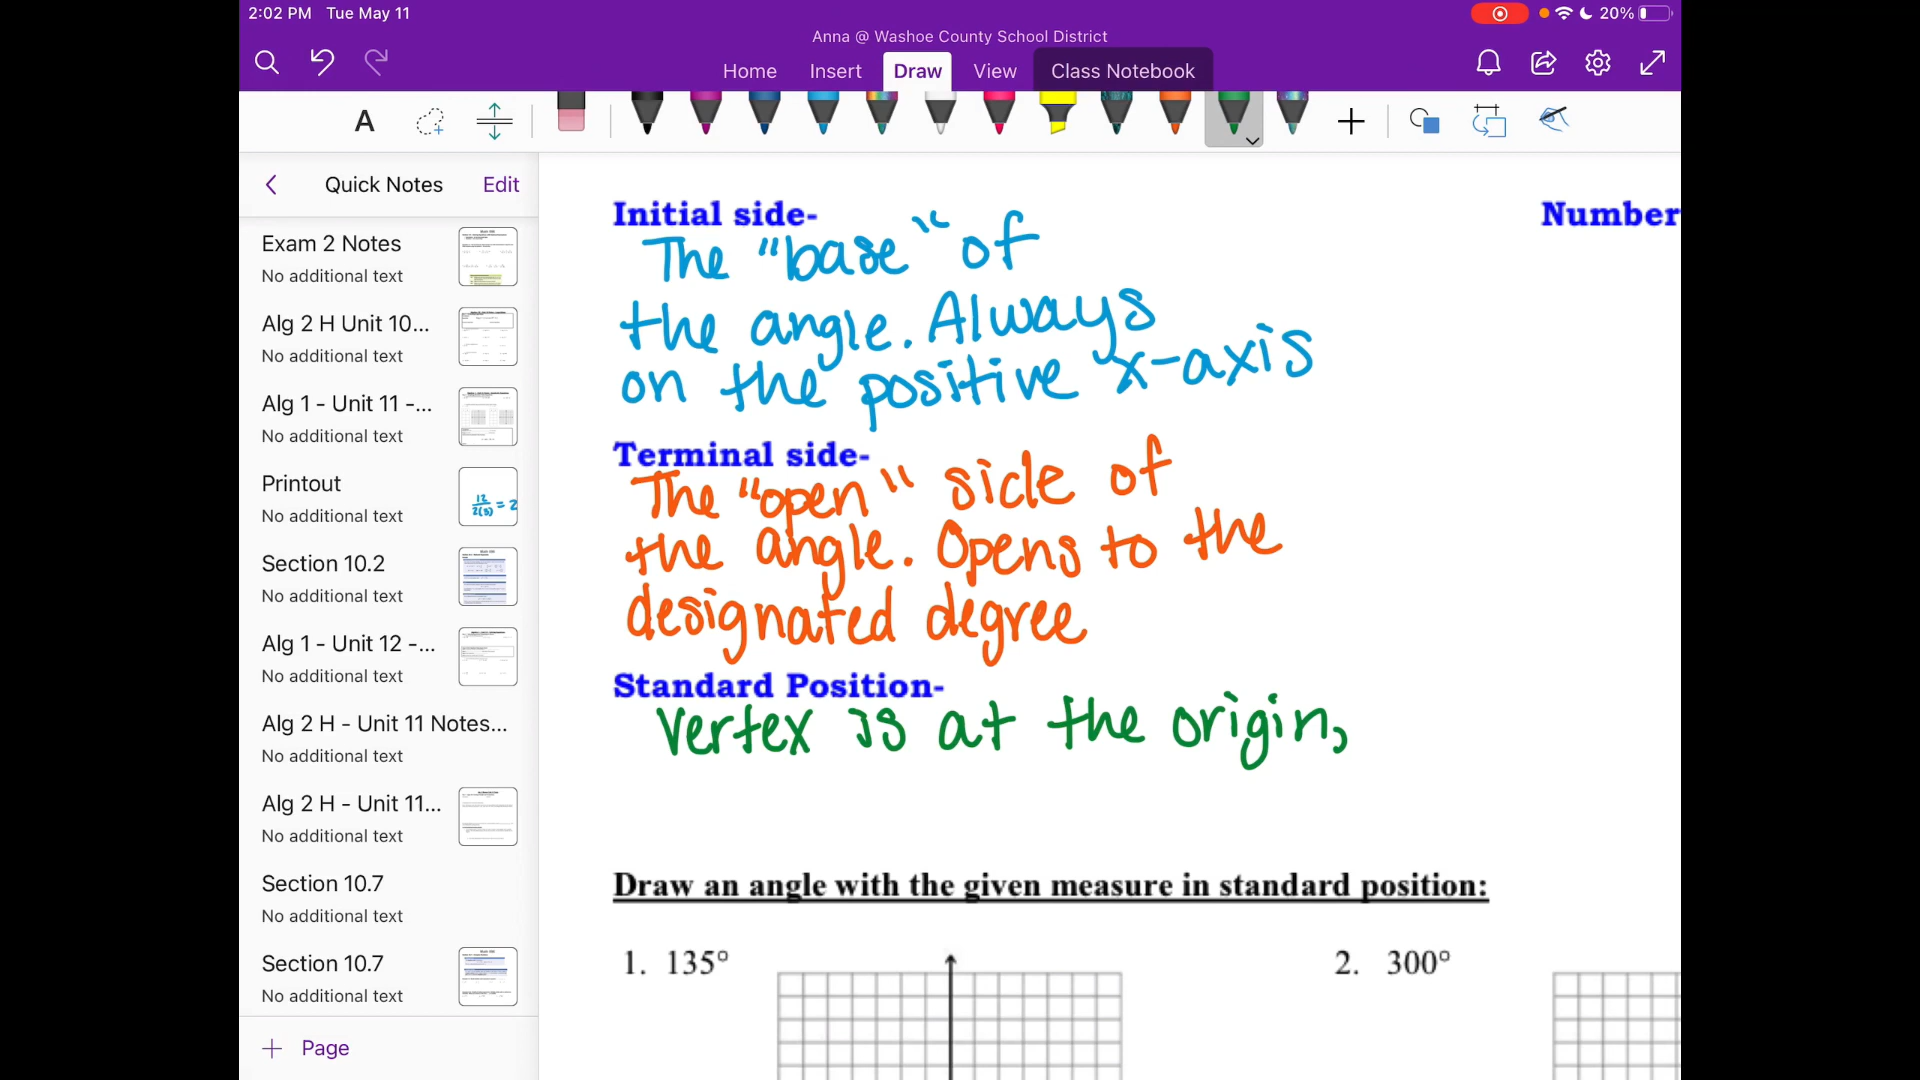 2:02 PM Tue May 11
20%
Anna @ Washoe County School District
Home Insert Draw View Class Notebook
A
Quick Notes Edit
Exam 2 Notes
No additional text
Alg 2 H Unit 10...
No additional text
Alg 1 - Unit 11 -...
No additional text
Printout
No additional text
Section 10.2
No additional text
Alg 1 - Unit 12 -...
No additional text
Alg 2 H - Unit 11 Notes...
No additional text
Alg 2 H - Unit 11...
No additional text
Section 10.7
No additional text
Section 10.7
No additional text
+ Page
Initial side-
The "base" of
the angle. Always
on the positive x-axis
Terminal side-
The "open" side of
the angle. Opens to the
designated degree
Standard Position-
Vertex is at the origin,
Number
Draw an angle with the given measure in standard position:
1. 135°
2. 300°